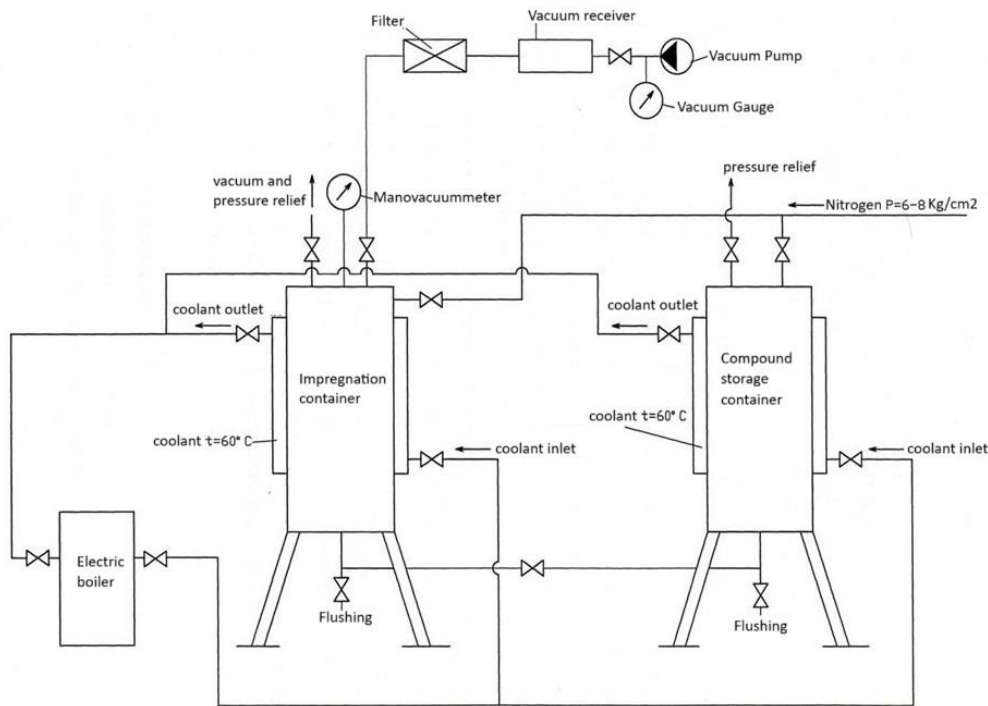 Filter
Vacuum receiver
Vacuum Pump
Vacuum Gauge
vacuum and
pressure relief
Manovacuummeter
pressure relief
Nitrogen P=6-8 Kg/cm2
coolant outlet
coolant outlet
Impregnation
container
Compound
storage
container
coolant t=60° C
coolant t=60° C
coolant inlet
coolant inlet
Electric
boiler
Flushing
Flushing